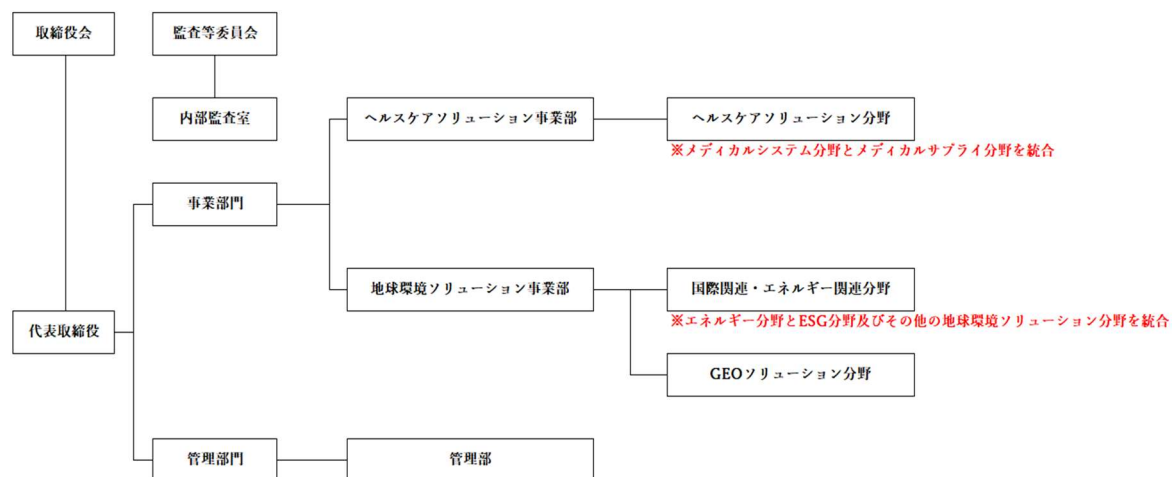 取締役会
監査等委員会
内部監査室
ヘルスケアソリューション事業部
ヘルスケアソリューション分野
※メディカルシステム分野とメディカルサプライ分野を統合
事業部門
地球環境ソリューション事業部
国際関連・エネルギー関連分野
※エネルギー分野とESG分野及びその他の地球環境ソリューション分野を統合
代表取締役
GEOソリューション分野
管理部門
管理部